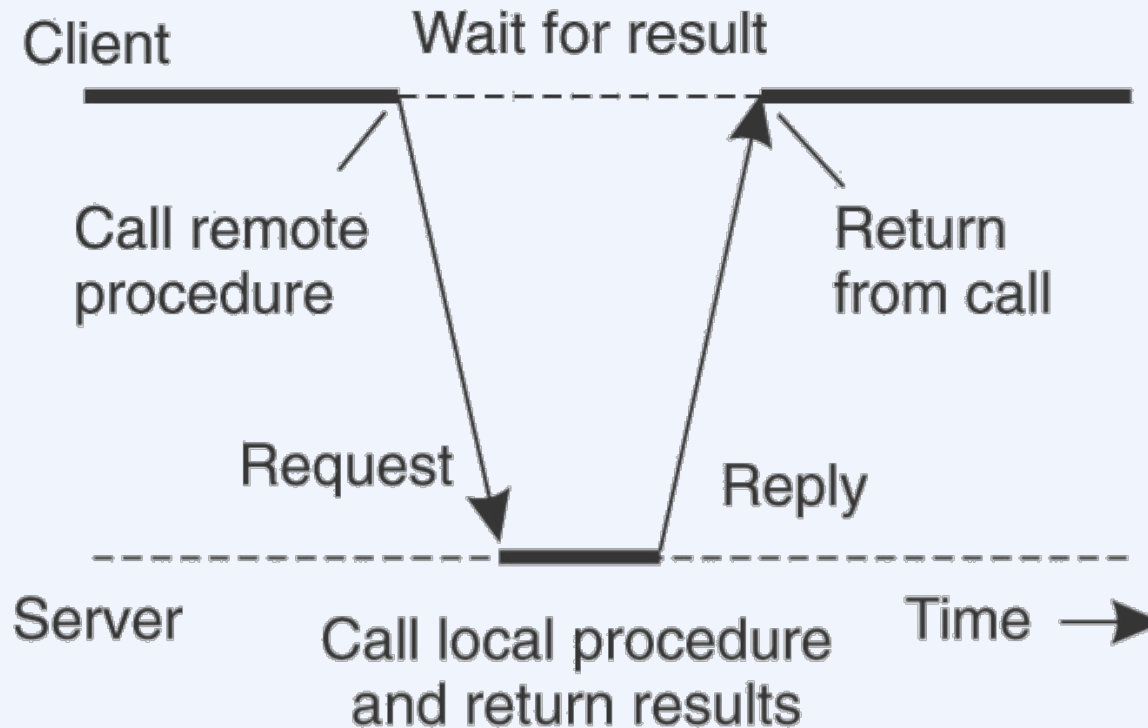 Client
Wait for result
Call remote
procedure
Return
from call
Request
Reply
Server
Call local procedure
and return results
Time